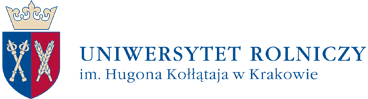 UNIWERSYTET ROLNICZY
im. Hugona Kołłątaja w Krakowie